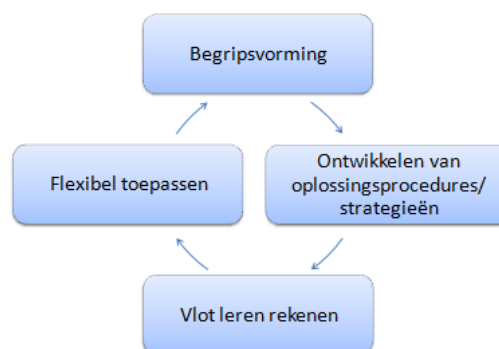 Begripsvorming
Flexibel toepassen
Ontwikkelen van
oplossingsprocedures/
strategieën
Vlot leren rekenen